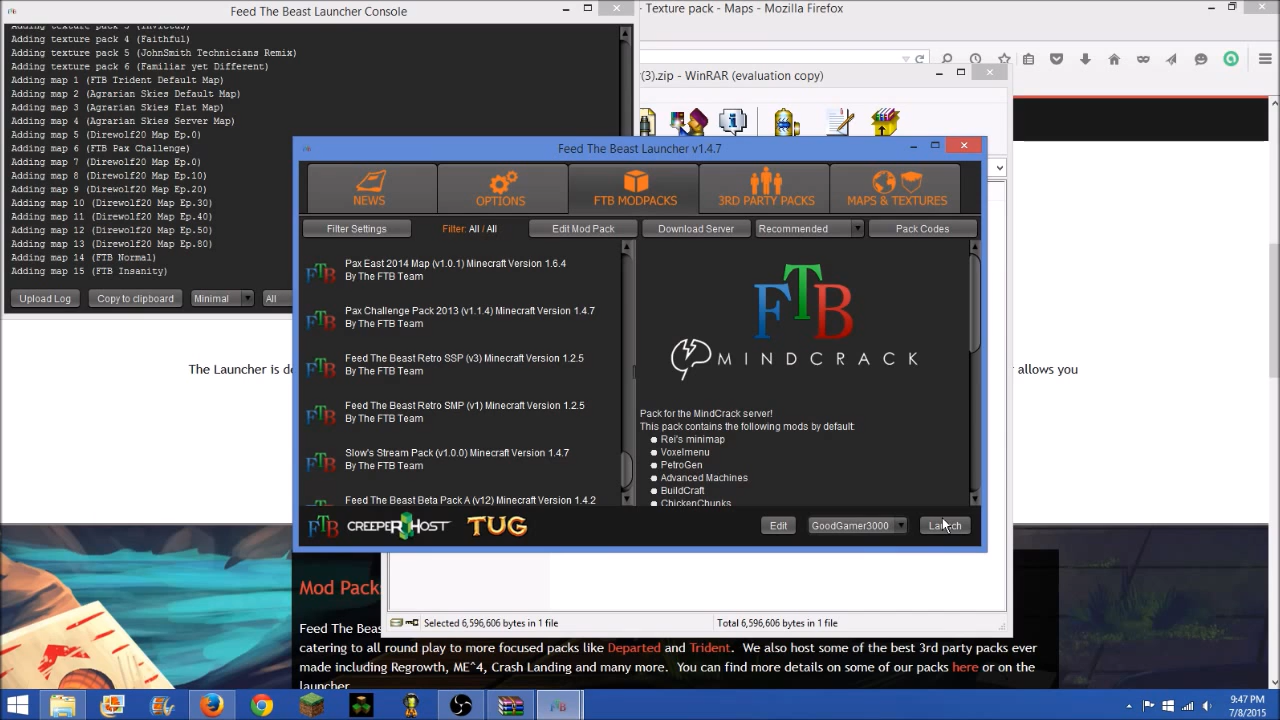 Feed The Beast Launcher Console
Adding texture pack 4 (Faithful)
Adding texture pack 5 (JohnSmith Technicians Remix)
Adding texture pack 6 (Familiar yet Different)
Adding map 1 (FTB Trident Default Map)
Adding map 2 (Agrarian Skies Default Map)
Adding map 3 (Agrarian Skies Flat Map)
Adding map 4 (Agrarian Skies Server Map)
Adding map 5 (Direwolf20 Map Ep.0)
Adding map 6 (FTB Pax Challenge)
Adding map 7 (Direwolf20 Map Ep.0)
Adding map 8 (Direwolf20 Map Ep.10)
Adding map 9 (Direwolf20 Map Ep.20)
Adding map 10 (Direwolf20 Map Ep.30)
Adding map 11 (Direwolf20 Map Ep.40)
Adding map 12 (Direwolf20 Map Ep.50)
Adding map 13 (Direwolf20 Map Ep.80)
Adding map 14 (FTB Normal)
Adding map 15 (FTB Insanity)
Upload Log
Copy to clipboard
Minimal
All
Texture pack - Maps - Mozilla Firefox
(3).zip - WinRAR (evaluation copy)
Feed The Beast Launcher v1.4.7
NEWS
OPTIONS
FTB MODPACKS
3RD PARTY PACKS
MAPS & TEXTURES
Filter Settings
Filter: All / All
Edit Mod Pack
Download Server
Recommended
Pack Codes
Pax East 2014 Map (v1.0.1) Minecraft Version 1.6.4
By The FTB Team
Pax Challenge Pack 2013 (v1.1.4) Minecraft Version 1.4.7
By The FTB Team
Feed The Beast Retro SSP (v3) Minecraft Version 1.2.5
By The FTB Team
Feed The Beast Retro SMP (v1) Minecraft Version 1.2.5
By The FTB Team
Slow's Stream Pack (v1.0.0) Minecraft Version 1.4.7
By The FTB Team
Feed The Beast Beta Pack A (v12) Minecraft Version 1.4.2
FTB
MINDCRACK
Pack for the MindCrack server!
This pack contains the following mods by default:
Rei's minimap
Voxelmenu
PetroGen
Advanced Machines
BuildCraft
ChickenChunks
FTB
CREEPERHOST
TUG
Edit
GoodGamer3000
Launch
The Launcher is de
r allows you
Selected 6,596,606 bytes in 1 file
Total 6,596,606 bytes in 1 file
Mod Packs
Feed The Beas
catering to all round play to more focused packs like Departed and Trident. We also host some of the best 3rd party packs ever
made including Regrowth, ME^4, Crash Landing and many more. You can find more details on some of our packs here or on the
launcher
9:47 PM
7/8/2015